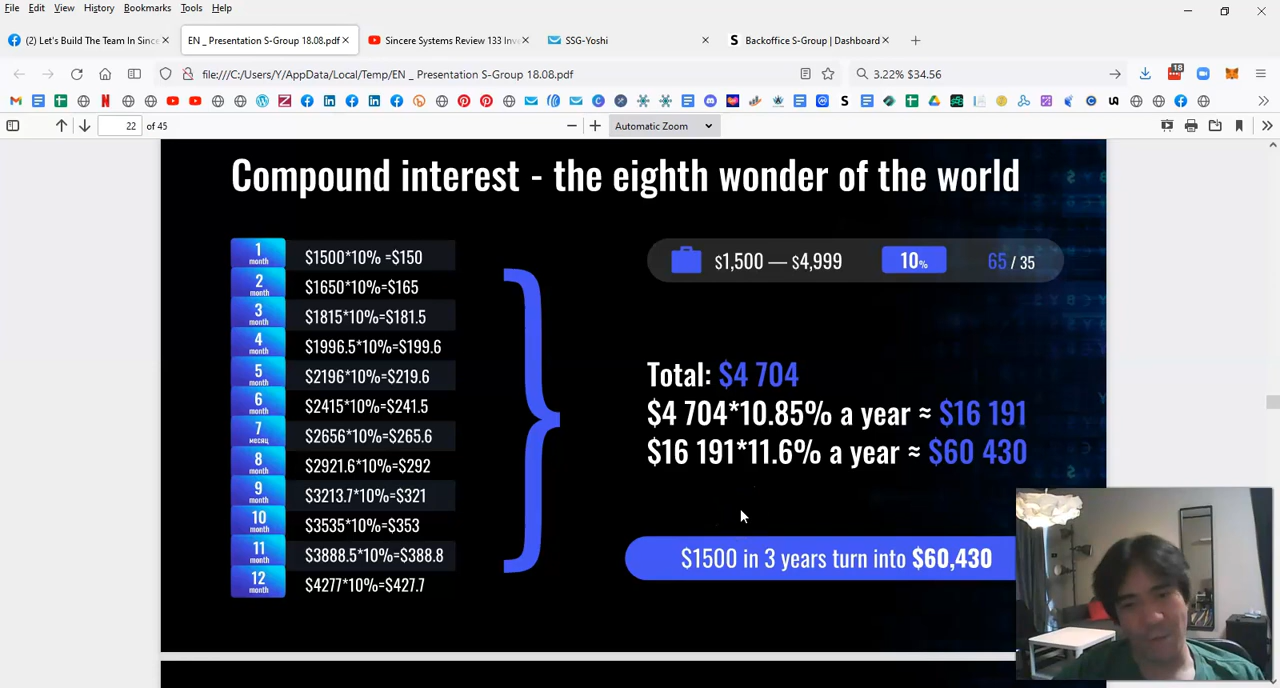 File Edit View History Bookmarks Tools Help
(2) Let's Build The Team In Since
EN _ Presentation S-Group 18.08.pdf
Sincere Systems Review 133 Inv
SSG-Yoshi
Backoffice S-Group | Dashboard
file:///C:/Users/Y/AppData/Local/Temp/EN _ Presentation S-Group 18.08.pdf
3.22% $34.56
18
22 of 45
Automatic Zoom
Compound interest - the eighth wonder of the world
1 month $1500*10% =$150
2 month $1650*10%=$165
3 month $1815*10%=$181.5
4 month $1996.5*10%=$199.6
5 month $2196*10%=$219.6
6 month $2415*10%=$241.5
7 месяц $2656*10%=$265.6
8 month $2921.6*10%=$292
9 month $3213.7*10%=$321
10 month $3535*10%=$353
11 month $3888.5*10%=$388.8
12 month $4277*10%=$427.7
$1,500 — $4,999 10% 65 / 35
Total: $4 704
$4 704*10.85% a year ≈ $16 191
$16 191*11.6% a year ≈ $60 430
$1500 in 3 years turn into $60,430